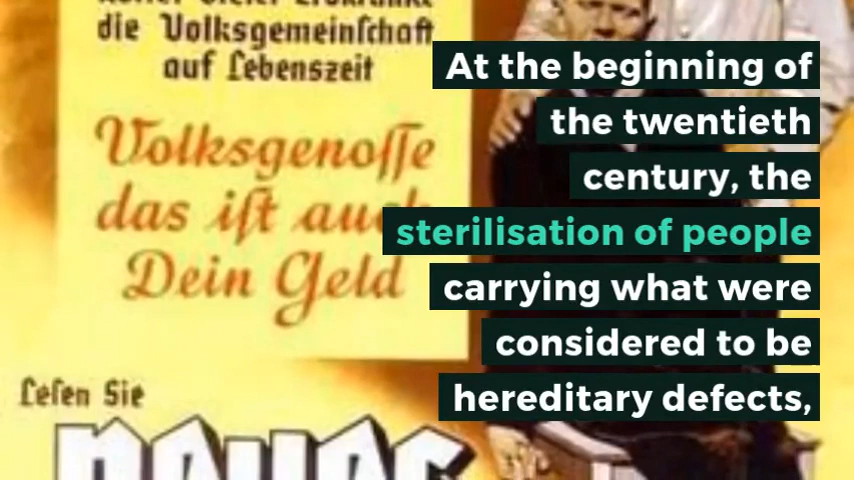 die Volksgemeinschaft
auf Lebenszeit
Volksgenosse
das ist auch
Dein Geld
Lesen Sie
At the beginning of
the twentieth
century, the
sterilisation of people
carrying what were
considered to be
hereditary defects,